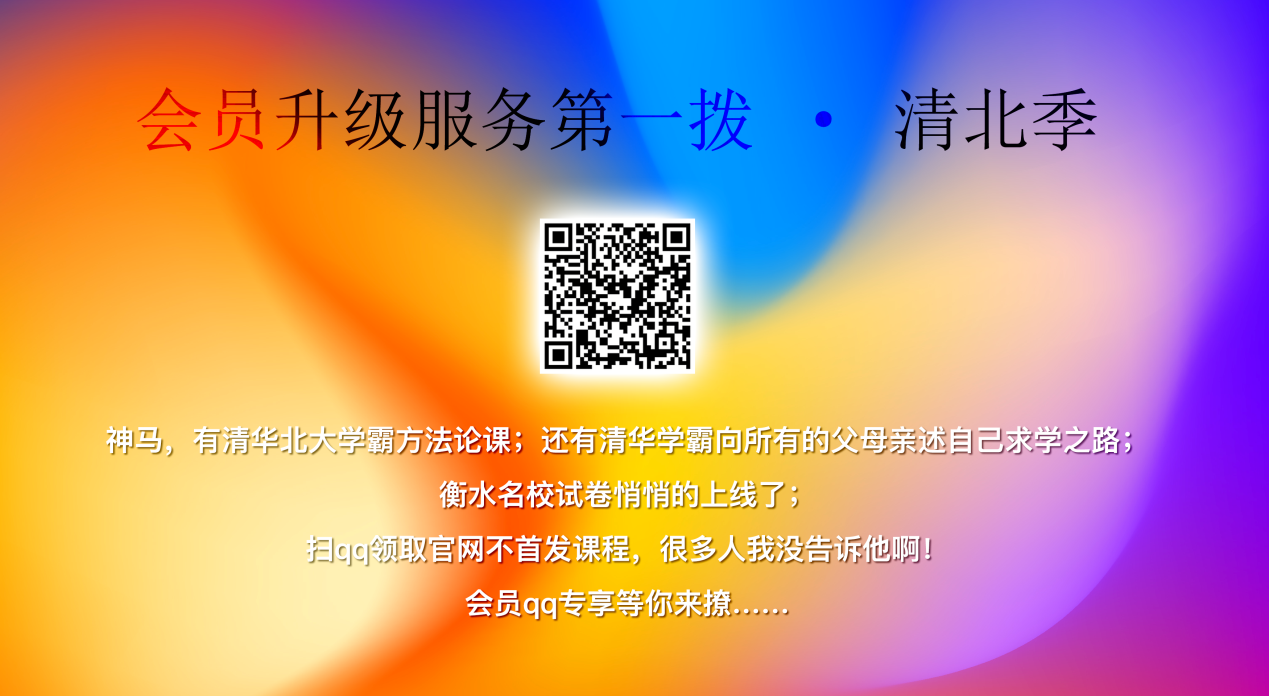 会员升级服务第一拨 · 清北季
神马，有清华北大学霸方法论课；还有清华学霸向所有的父母亲述自己求学之路；
衡水名校试卷悄悄的上线了；
扫qq领取官网不首发课程，很多人我没告诉他啊！
会员qq专享等你来撩……